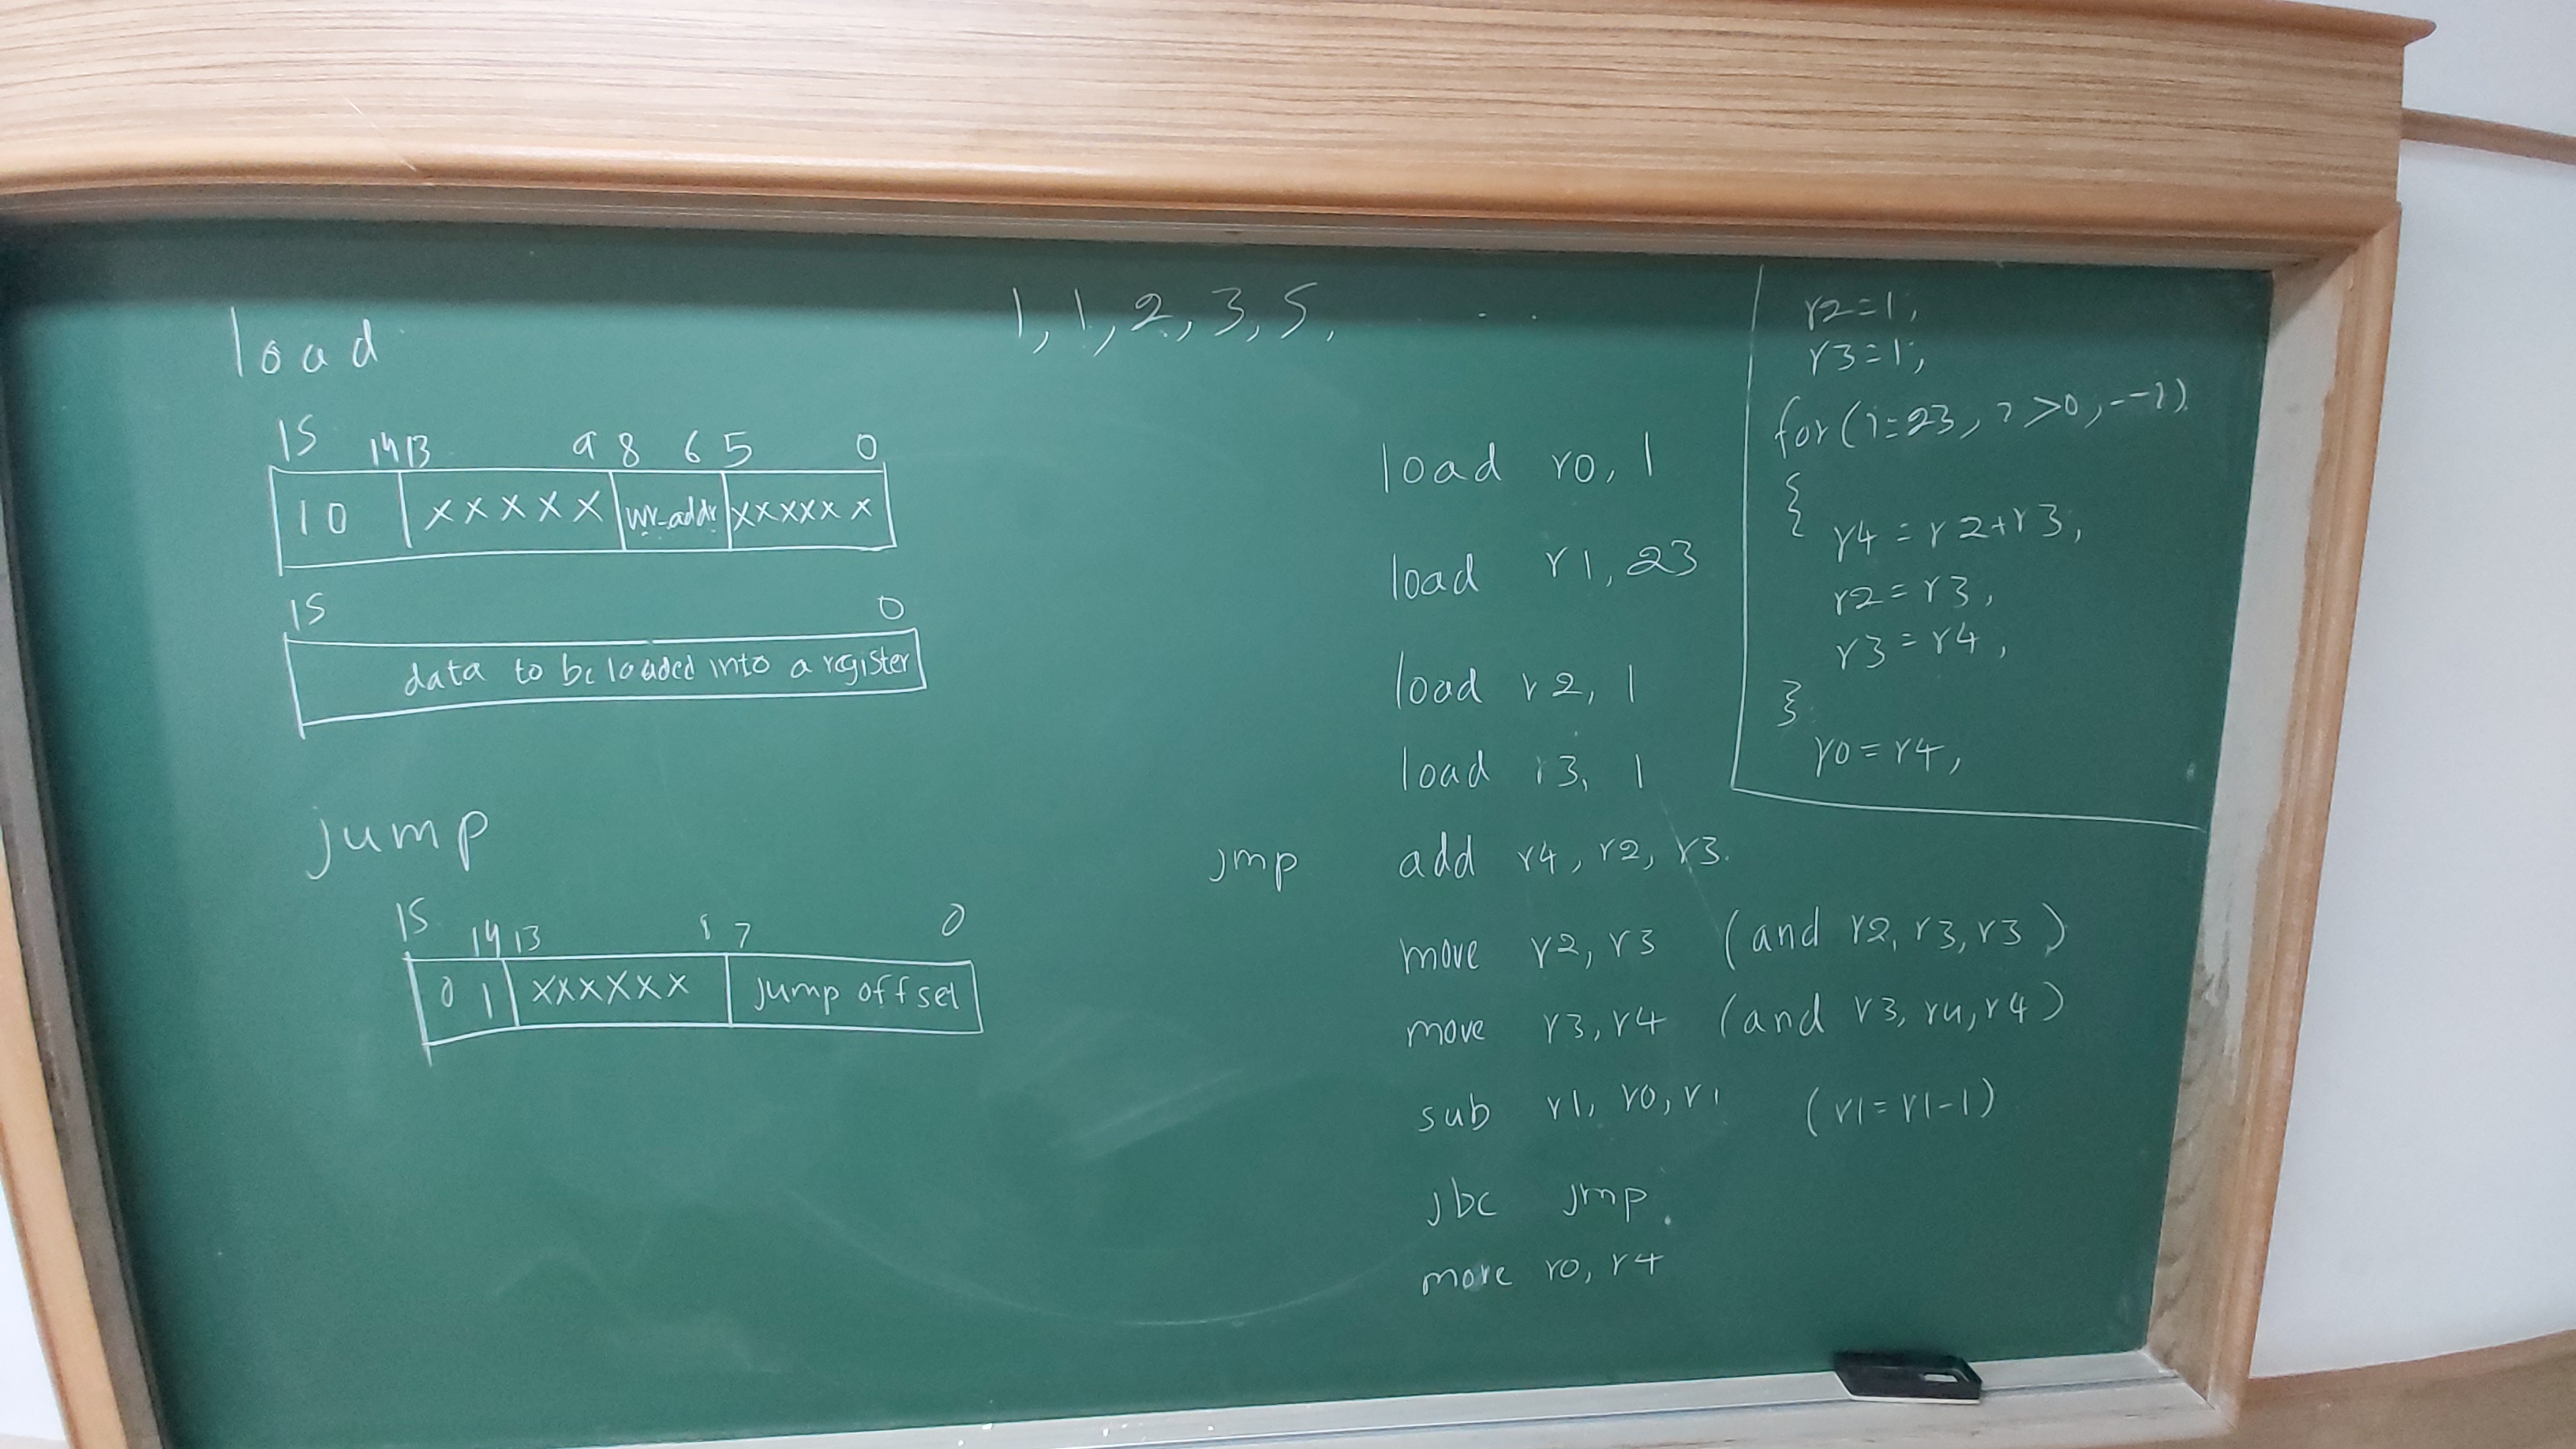 load
15 14 13 9 8 6 5 0
10 xxxxx wr_addr xxxxxx
15 0
data to be loaded into a register
jump
15 14 13 8 7 0
0 1 xxxxxx jump offset
1, 1, 2, 3, 5, ...
load r0, 1
load r1, 23
load r2, 1
load r3, 1
jmp add r4, r2, r3
move r2, r3 (and r2, r3, r3)
move r3, r4 (and r3, r4, r4)
sub r1, r0, r1 (r1=r1-1)
jbc jmp
move r0, r4
r2=1;
r3=1;
for(i=23, i>0, --i)
{
r4=r2+r3;
r2=r3;
r3=r4;
}
r0=r4;